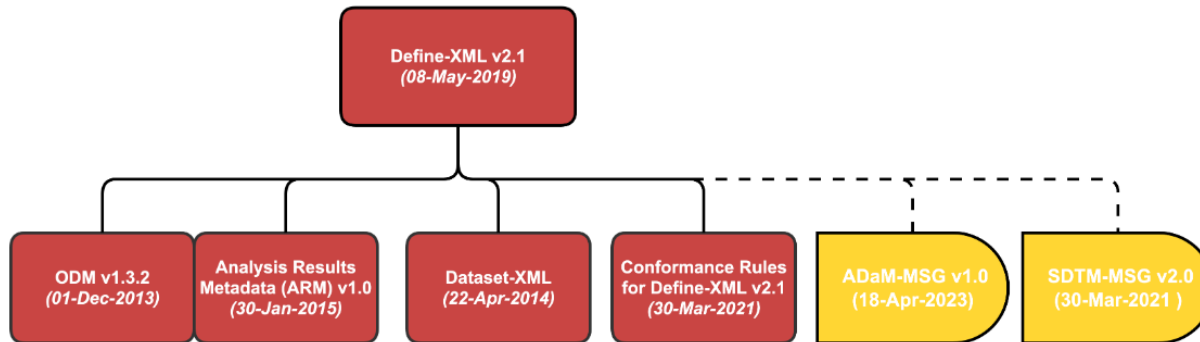 Define-XML v2.1
(08-May-2019)
ODM v1.3.2
(01-Dec-2013)
Analysis Results
Metadata (ARM) v1.0
(30-Jan-2015)
Dataset-XML
(22-Apr-2014)
Conformance Rules
for Define-XML v2.1
(30-Mar-2021)
ADaM-MSG v1.0
(18-Apr-2023)
SDTM-MSG v2.0
(30-Mar-2021 )